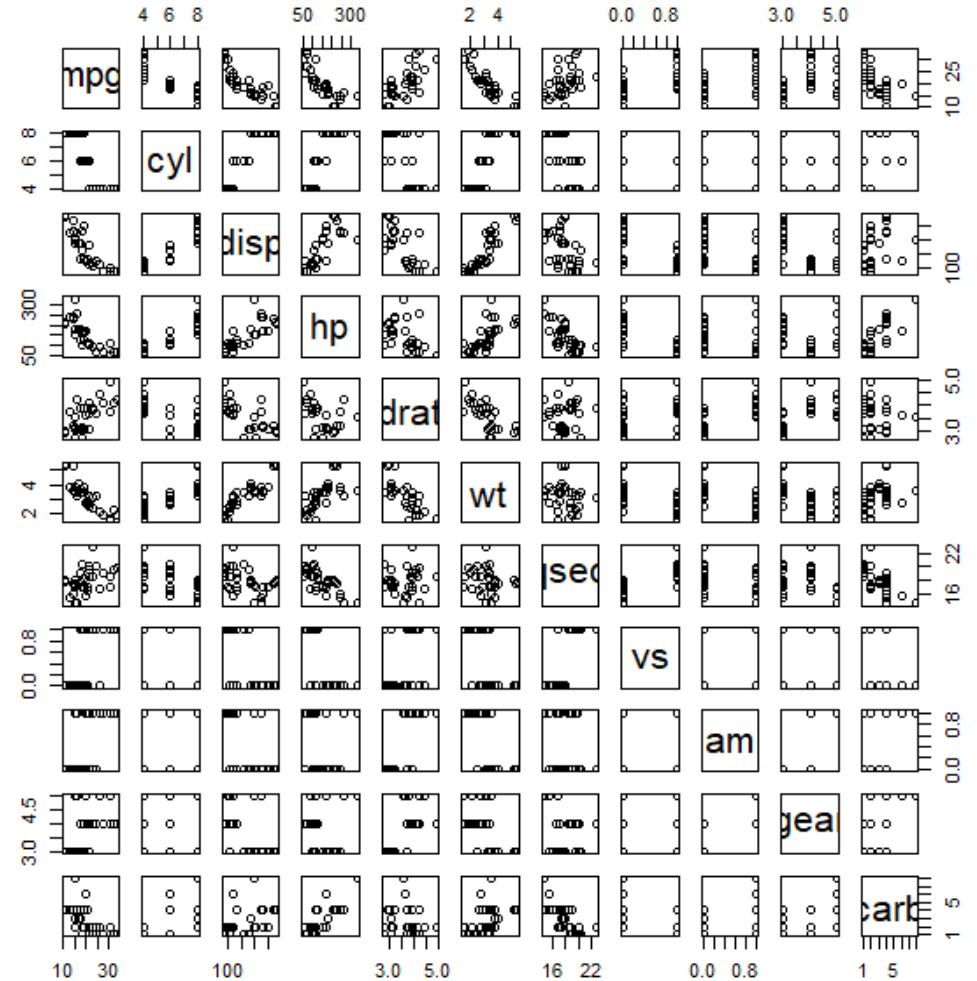 4 6 8 50 300 2 4 0.0 0.8 3.0 5.0
mpg 10 25
4 6 8 cyl
disp 100
50 300 hp
drat 3.0 5.0
2 4 wt
qsec 16 22
0.0 0.8 vs
am 0.0 0.8
3.0 4.5 gear
carb 1 5
10 30 100 3.0 5.0 16 22 0.0 0.8 1 5